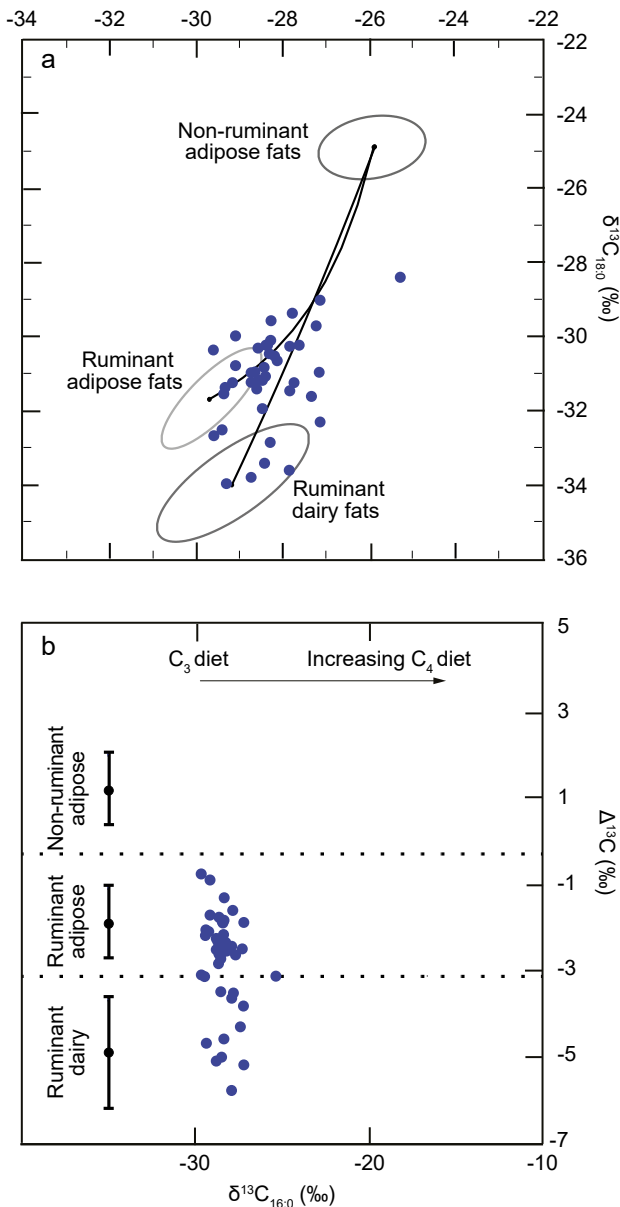 -34 -32 -30 -28 -26 -24 -22
a
-22
-24
-26
-28
-30
-32
-34
-36
δ¹³C₁₈:₀ (‰)
Non-ruminant
adipose fats
Ruminant
adipose fats
Ruminant
dairy fats
b
C₃ diet
Increasing C₄ diet
5
3
1
-1
-3
-5
-7
Δ¹³C (‰)
Non-ruminant
adipose
Ruminant
adipose
Ruminant
dairy
-30 -20 -10
δ¹³C₁₆:₀ (‰)